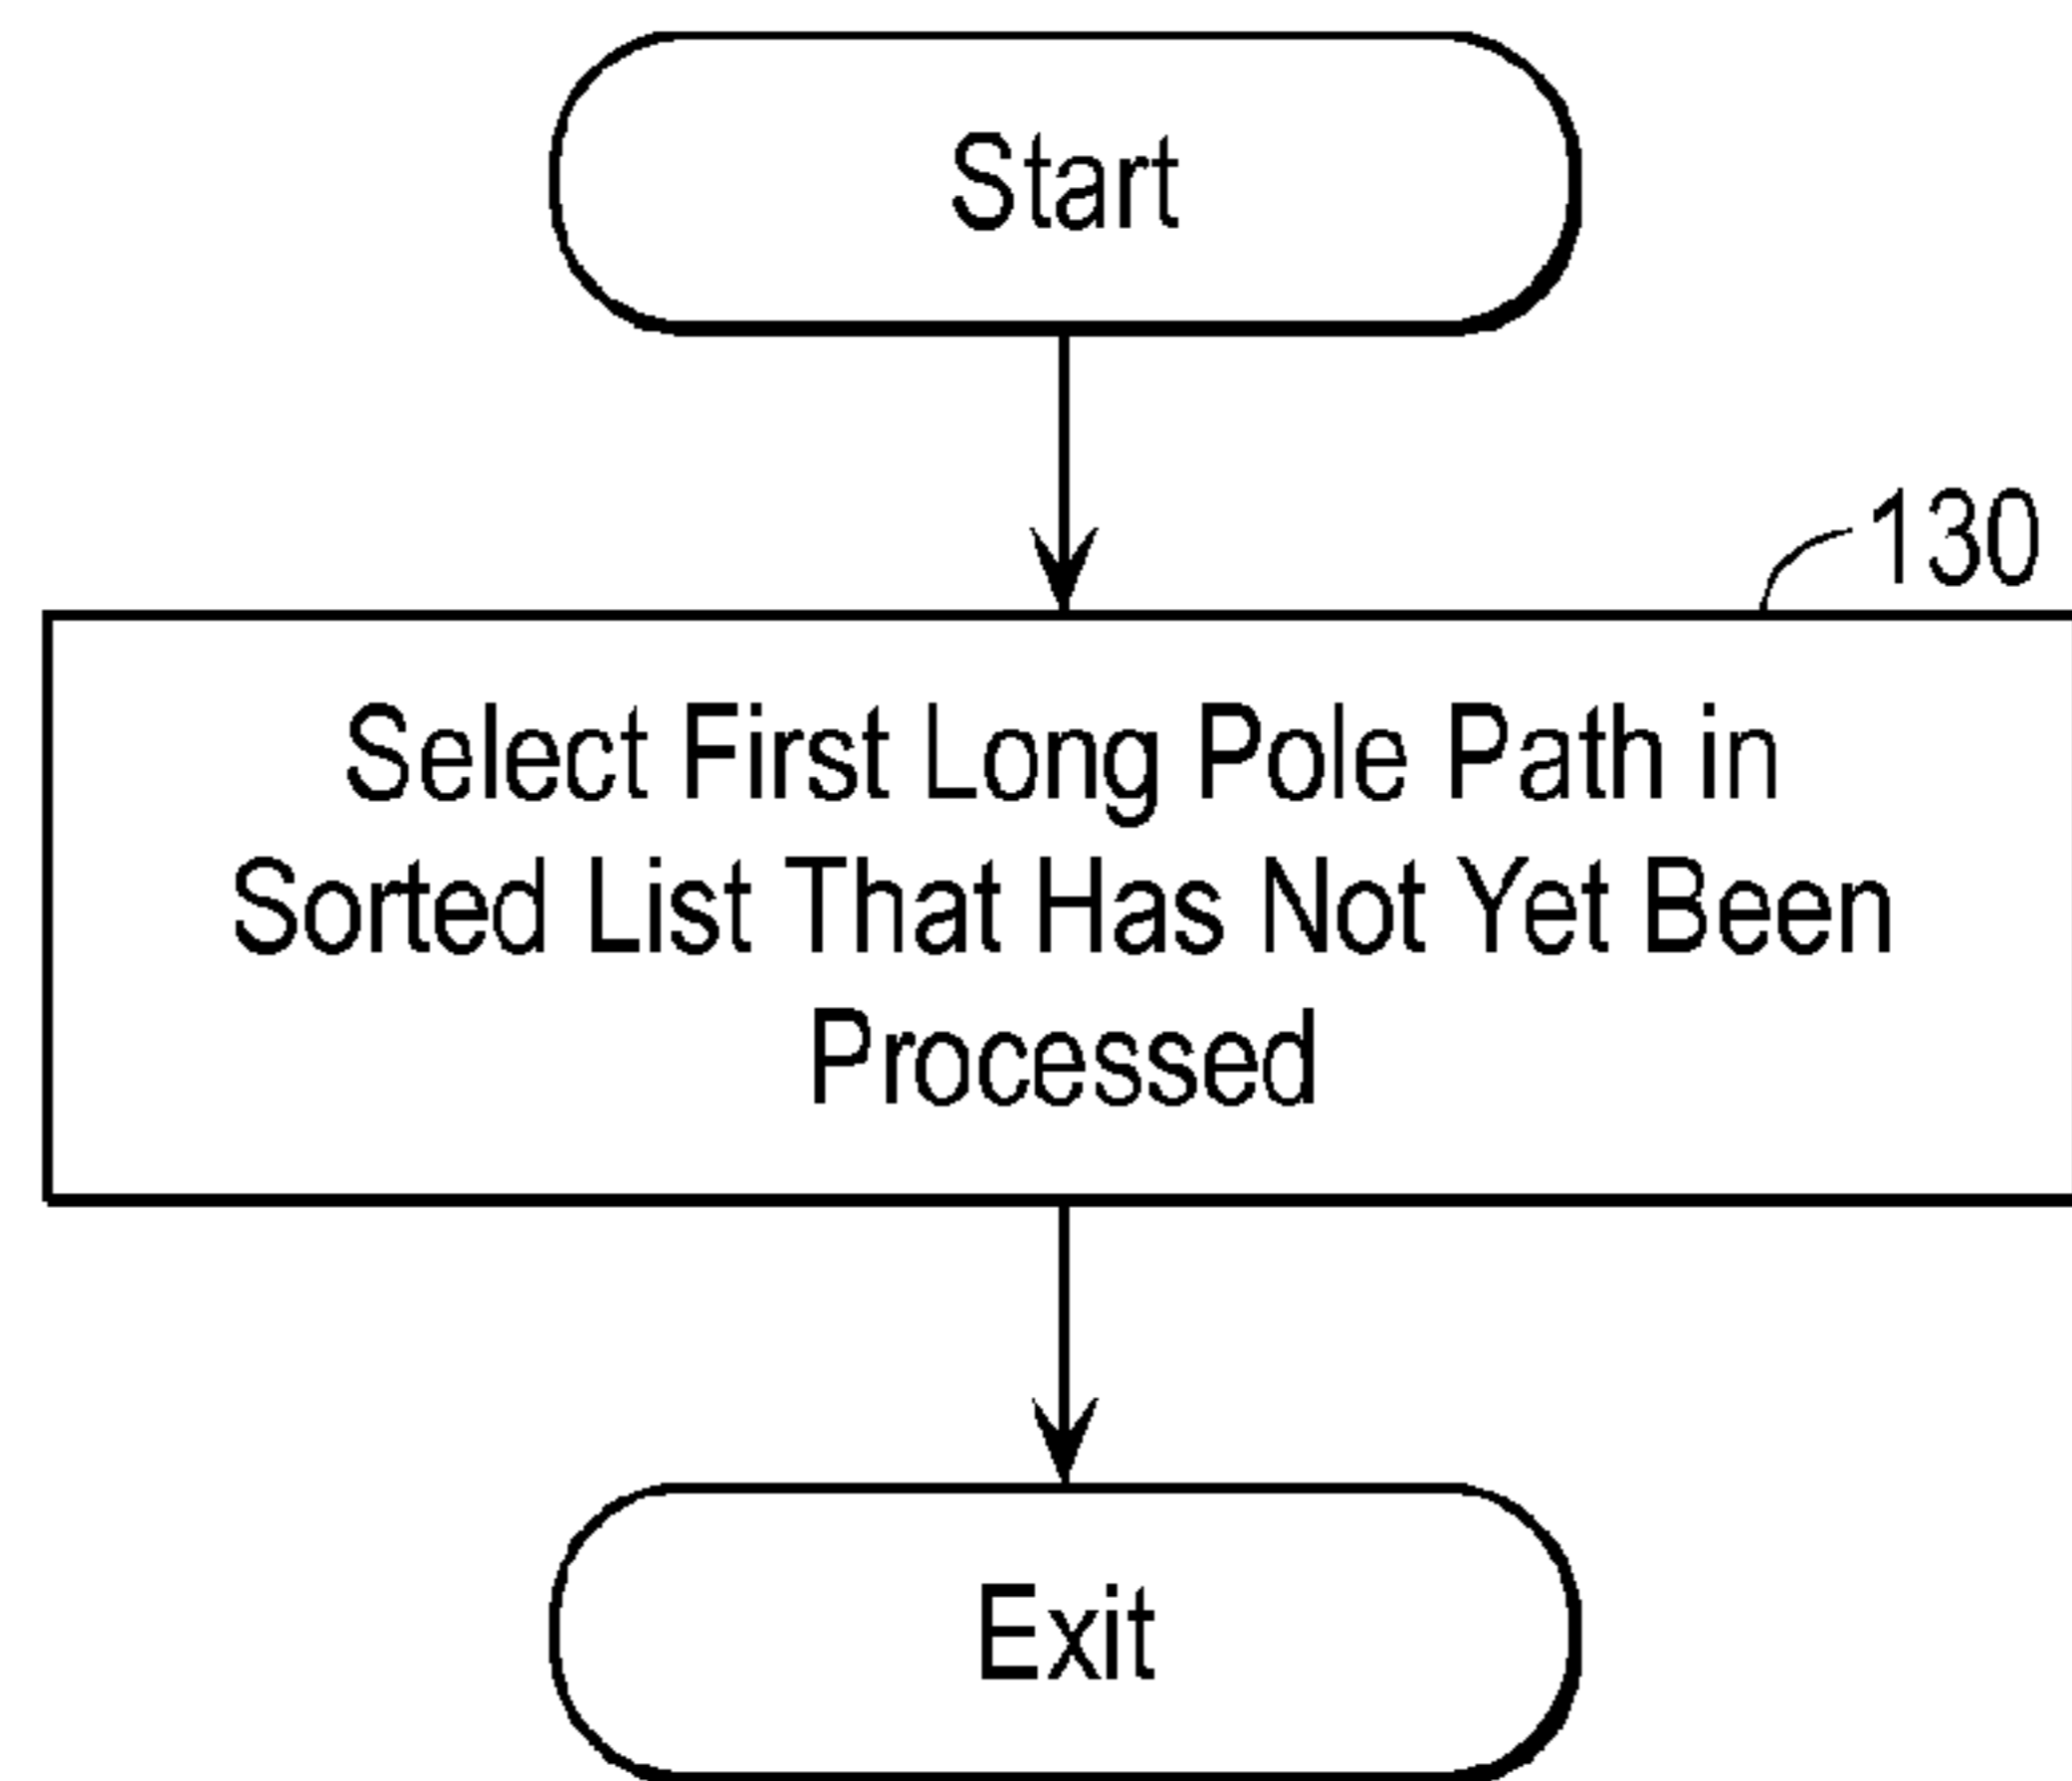 Start
130
Select First Long Pole Path in
Sorted List That Has Not Yet Been
Processed
Exit